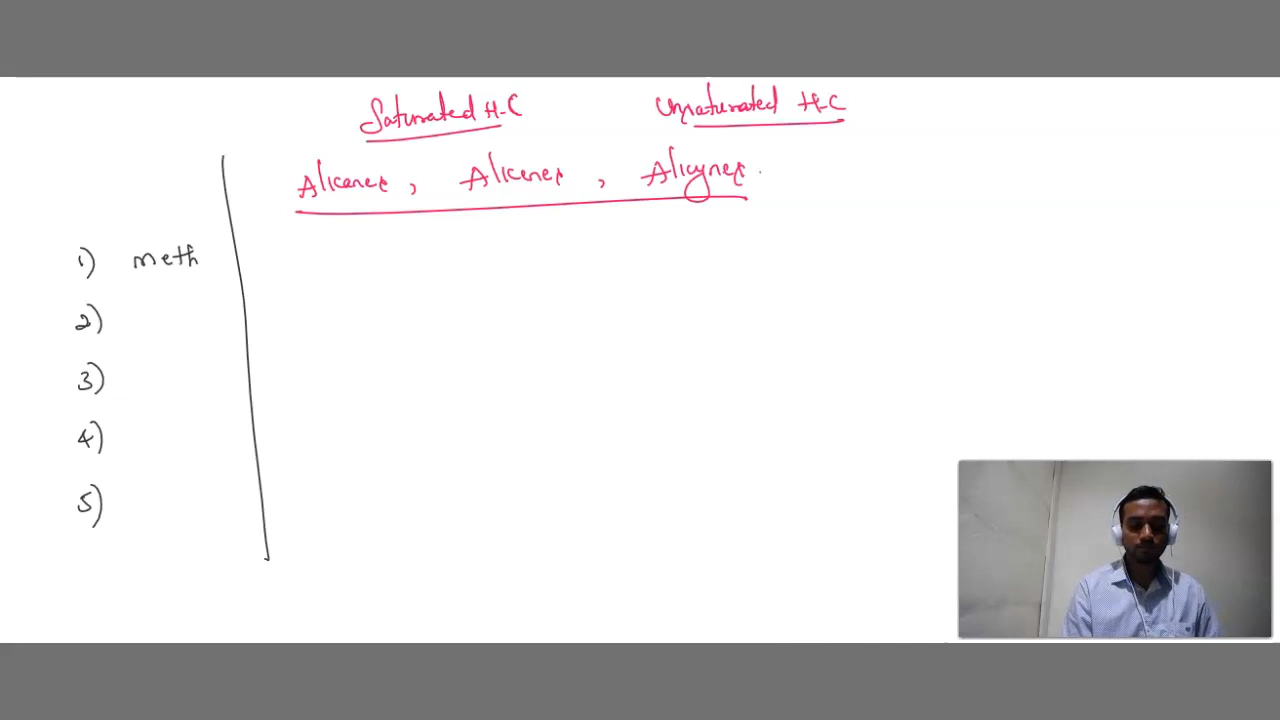 Saturated H-C Unsaturated H-C
Alkanes, Alkenes, Alkynes.
1) meth
2)
3)
4)
5)